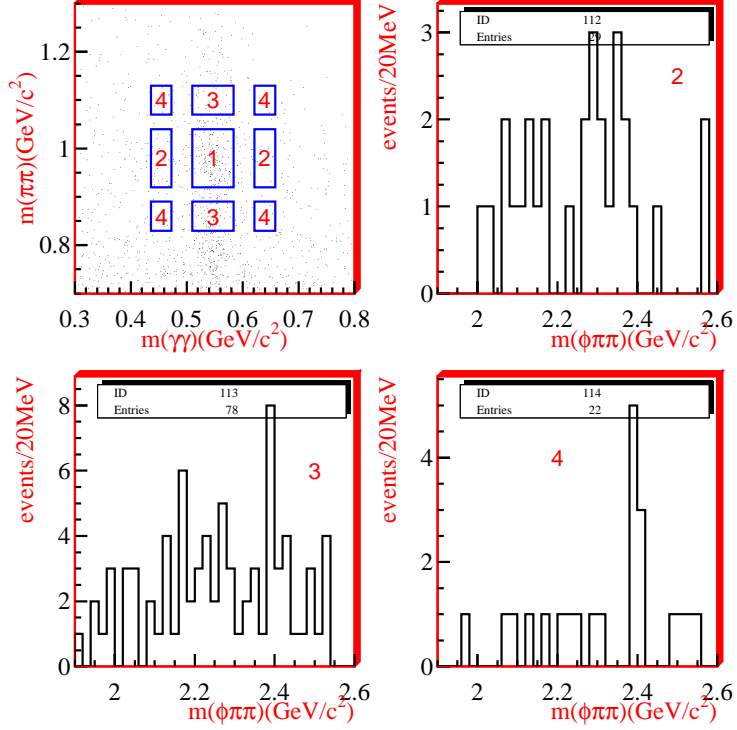 m(ππ)(GeV/c²)
1.2
1
0.8
4 3 4
2 1 2
4 3 4
0.3 0.4 0.5 0.6 0.7 0.8
m(γγ)(GeV/c²)
events/20MeV
3
2
1
0
ID 112
Entries 29
2
2 2.2 2.4 2.6
m(ϕππ)(GeV/c²)
events/20MeV
8
6
4
2
0
ID 113
Entries 78
3
2 2.2 2.4 2.6
m(ϕππ)(GeV/c²)
events/20MeV
4
2
0
ID 114
Entries 22
4
2 2.2 2.4 2.6
m(ϕππ)(GeV/c²)